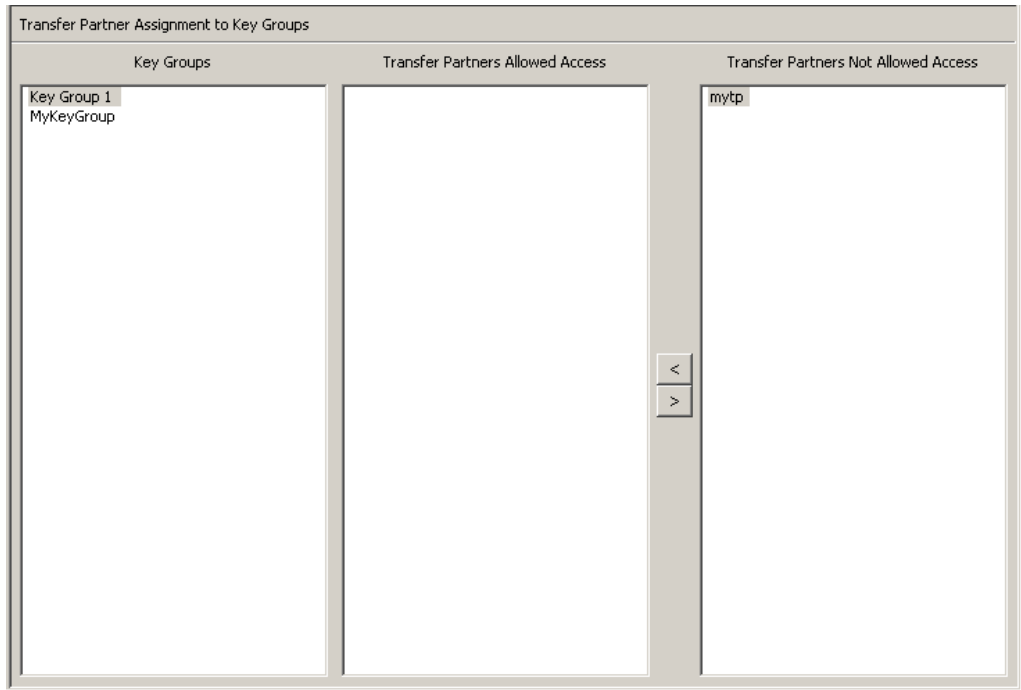 Transfer Partner Assignment to Key Groups
Key Groups
Transfer Partners Allowed Access
Transfer Partners Not Allowed Access
Key Group 1
MyKeyGroup
mytp
<
>